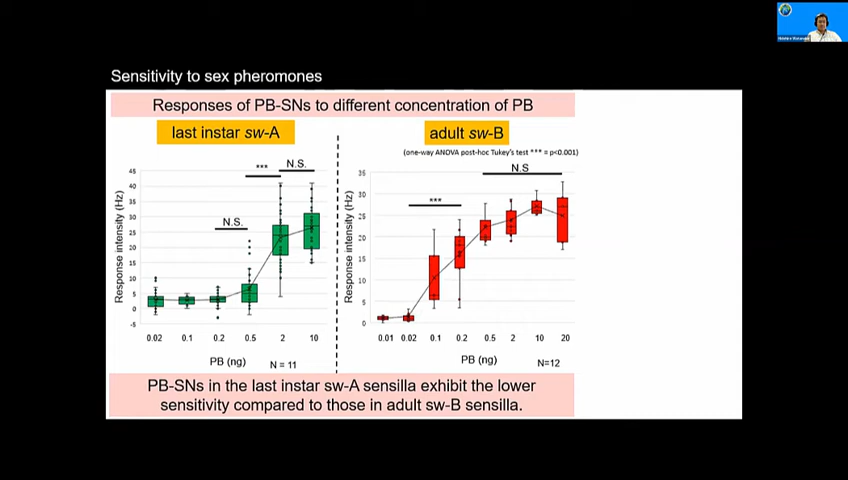 Sensitivity to sex pheromones
Responses of PB-SNs to different concentration of PB
last instar sw-A
adult sw-B
(one-way ANOVA post-hoc Tukey's test *** = p<0.001)
*** N.S.
N.S.
N.S
***
Response intensity (Hz)
45
40
35
30
25
20
15
10
5
0
-5
0.02 0.1 0.2 0.5 2 10
PB (ng)
N = 11
Response intensity (Hz)
35
30
25
20
15
10
5
0
0.01 0.02 0.1 0.2 0.5 2 10 20
PB (ng)
N=12
PB-SNs in the last instar sw-A sensilla exhibit the lower
sensitivity compared to those in adult sw-B sensilla.